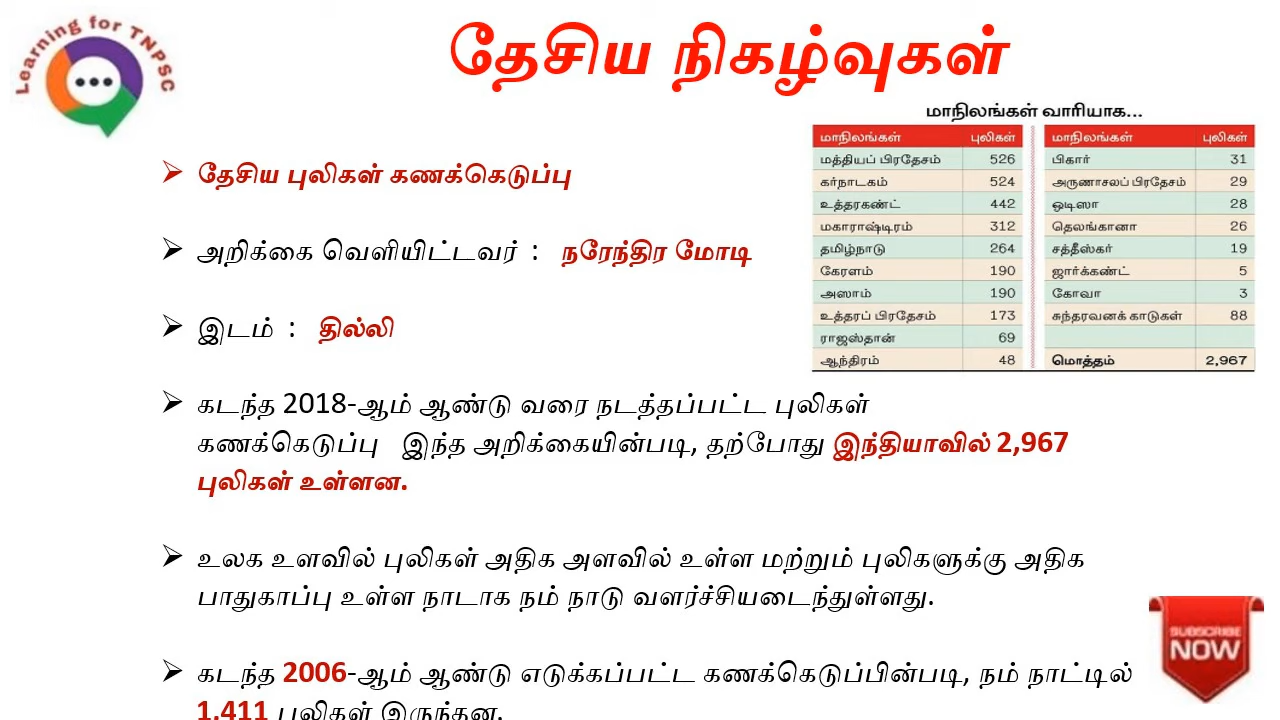 Learning for TNPSC
தேசிய நிகழ்வுகள்
மாநிலங்கள் வாரியாக...
மாநிலங்கள் புலிகள் மாநிலங்கள் புலிகள்
மத்தியப் பிரதேசம் 526 பிகார் 31
கர்நாடகம் 524 அருணாசலப் பிரதேசம் 29
உத்தரகண்ட் 442 ஒடிஸா 28
மகாராஷ்டிரம் 312 தெலங்கானா 26
தமிழ்நாடு 264 சத்தீஸ்கர் 19
கேரளம் 190 ஜார்க்கண்ட் 5
அஸாம் 190 கோவா 3
உத்தரப் பிரதேசம் 173 சுந்தரவனக் காடுகள் 88
ராஜஸ்தான் 69
ஆந்திரம் 48 மொத்தம் 2,967
தேசிய புலிகள் கணக்கெடுப்பு
அறிக்கை வெளியிட்டவர் : நரேந்திர மோடி
இடம் : தில்லி
கடந்த 2018-ஆம் ஆண்டு வரை நடத்தப்பட்ட புலிகள்
கணக்கெடுப்பு இந்த அறிக்கையின்படி, தற்போது இந்தியாவில் 2,967
புலிகள் உள்ளன.
உலக உளவில் புலிகள் அதிக அளவில் உள்ள மற்றும் புலிகளுக்கு அதிக
பாதுகாப்பு உள்ள நாடாக நம் நாடு வளர்ச்சியடைந்துள்ளது.
கடந்த 2006-ஆம் ஆண்டு எடுக்கப்பட்ட கணக்கெடுப்பின்படி, நம் நாட்டில்
1,411 புலிகள் இருந்தன.
SUBSCRIBE
NOW